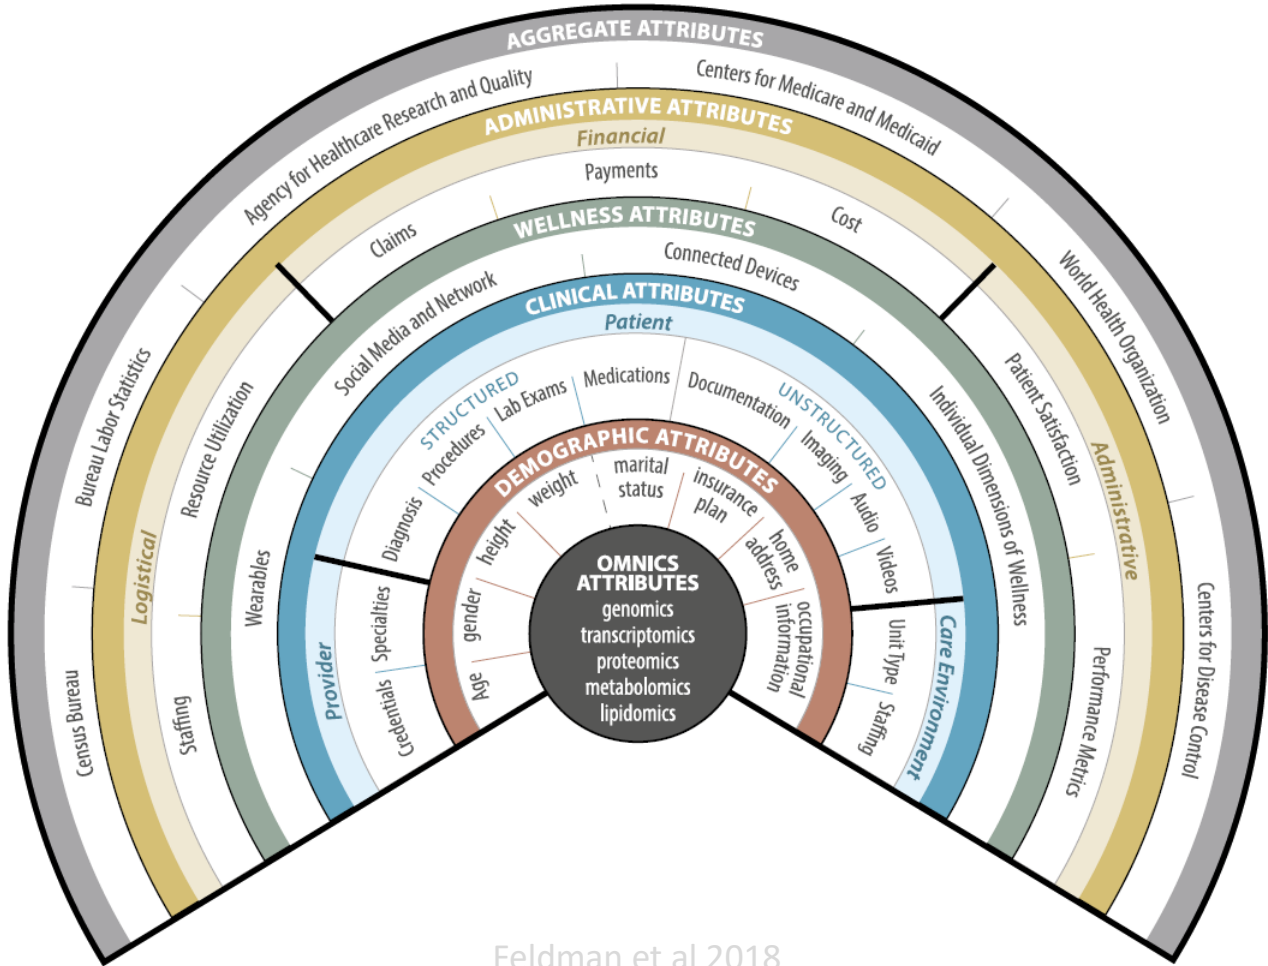 AGGREGATE ATTRIBUTES
Census Bureau
Bureau Labor Statistics
Agency for Healthcare Research and Quality
Centers for Medicare and Medicaid
World Health Organization
Centers for Disease Control
ADMINISTRATIVE ATTRIBUTES
Logistical
Financial
Administrative
Staffing
Resource Utilization
Claims
Payments
Cost
Patient Satisfaction
Performance Metrics
WELLNESS ATTRIBUTES
Wearables
Social Media and Network
Connected Devices
Individual Dimensions of Wellness
CLINICAL ATTRIBUTES
Provider
Patient
Care Environment
Credentials
Specialties
STRUCTURED
Diagnosis
Procedures
Lab Exams
Medications
UNSTRUCTURED
Documentation
Imaging
Audio
Videos
Unit Type
Staffing
DEMOGRAPHIC ATTRIBUTES
Age
gender
height
weight
marital
status
insurance
plan
home
address
occupational
information
OMNICS
ATTRIBUTES
genomics
transcriptomics
proteomics
metabolomics
lipidomics
Feldman et al 2018